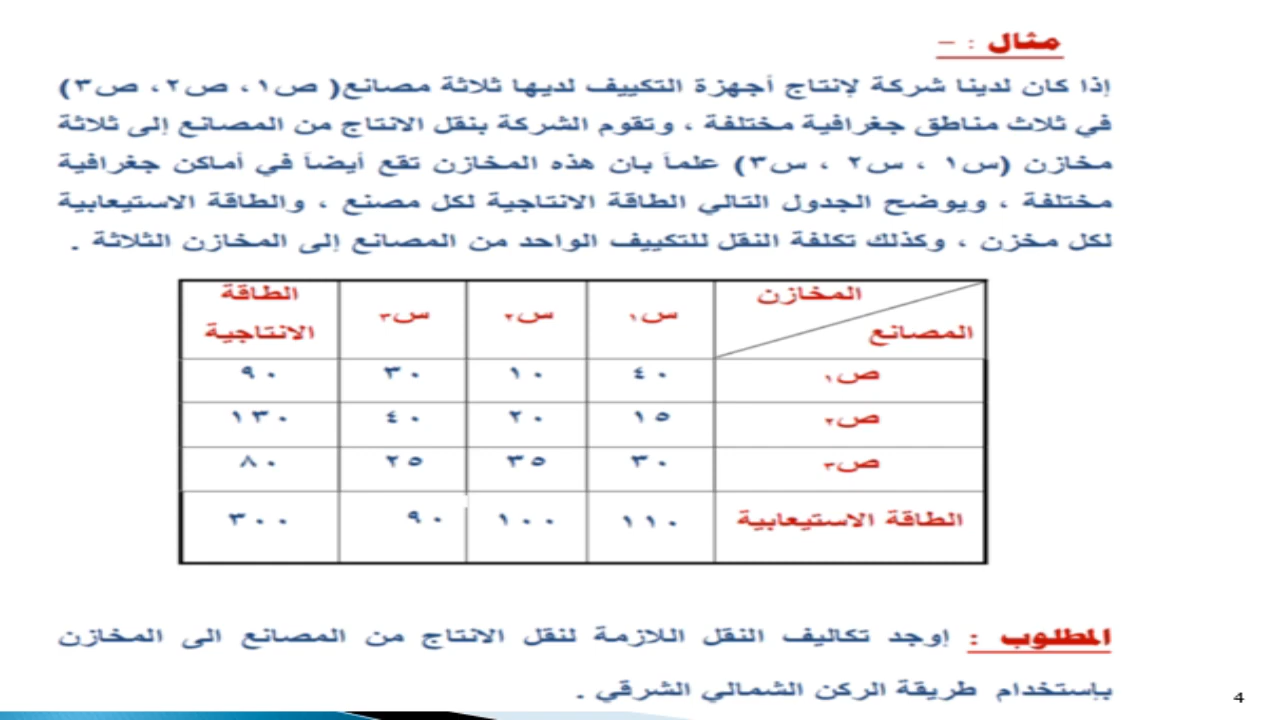 مثال : -
إذا كان لدينا شركة لإنتاج أجهزة التكييف لديها ثلاثة مصانع( ص١، ص٢، ص٣)
في ثلاث مناطق جغرافية مختلفة ، وتقوم الشركة بنقل الانتاج من المصانع إلى ثلاثة
مخازن (س١ ، س٢ ، س٣) علماً بان هذه المخازن تقع أيضاً في أماكن جغرافية
مختلفة ، ويوضح الجدول التالي الطاقة الانتاجية لكل مصنع ، والطاقة الاستيعابية
لكل مخزن ، وكذلك تكلفة النقل للتكييف الواحد من المصانع إلى المخازن الثلاثة .
المخازن
المصانع س١ س٢ س٣ الطاقة الانتاجية
ص١ ٤٠ ١٠ ٣٠ ٩٠
ص٢ ١٥ ٢٠ ٤٠ ١٣٠
ص٣ ٣٠ ٣٥ ٢٥ ٨٠
الطاقة الاستيعابية ١١٠ ١٠٠ ٩٠ ٣٠٠
المطلوب : إوجد تكاليف النقل اللازمة لنقل الانتاج من المصانع الى المخازن
بإستخدام طريقة الركن الشمالي الشرقي .
4